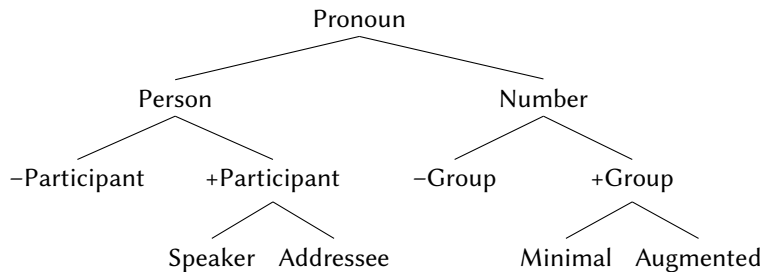 Pronoun
Person Number
–Participant +Participant –Group +Group
Speaker Addressee Minimal Augmented